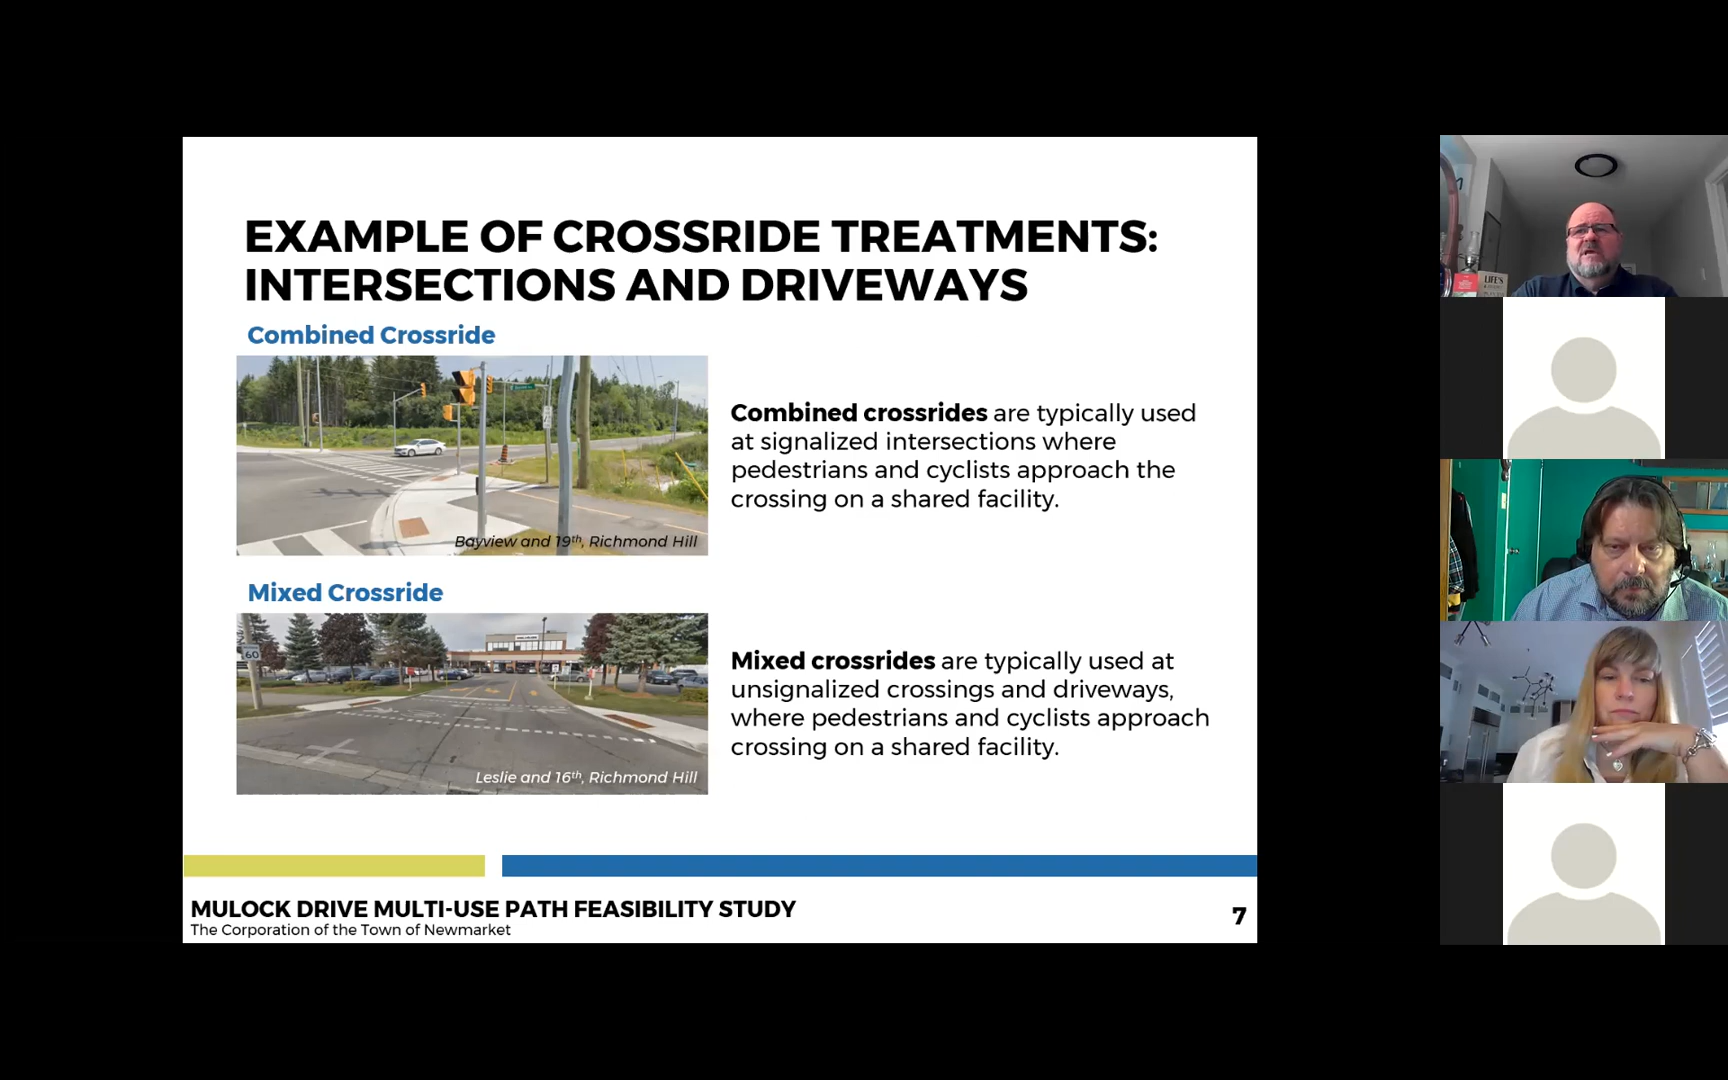 EXAMPLE OF CROSSRIDE TREATMENTS:
INTERSECTIONS AND DRIVEWAYS
Combined Crossride
Bayview and 19th, Richmond Hill
Combined crossrides are typically used
at signalized intersections where
pedestrians and cyclists approach the
crossing on a shared facility.
Mixed Crossride
60
Leslie and 16th, Richmond Hill
Mixed crossrides are typically used at
unsignalized crossings and driveways,
where pedestrians and cyclists approach
crossing on a shared facility.
MULOCK DRIVE MULTI-USE PATH FEASIBILITY STUDY
The Corporation of the Town of Newmarket
7
LIFE'S